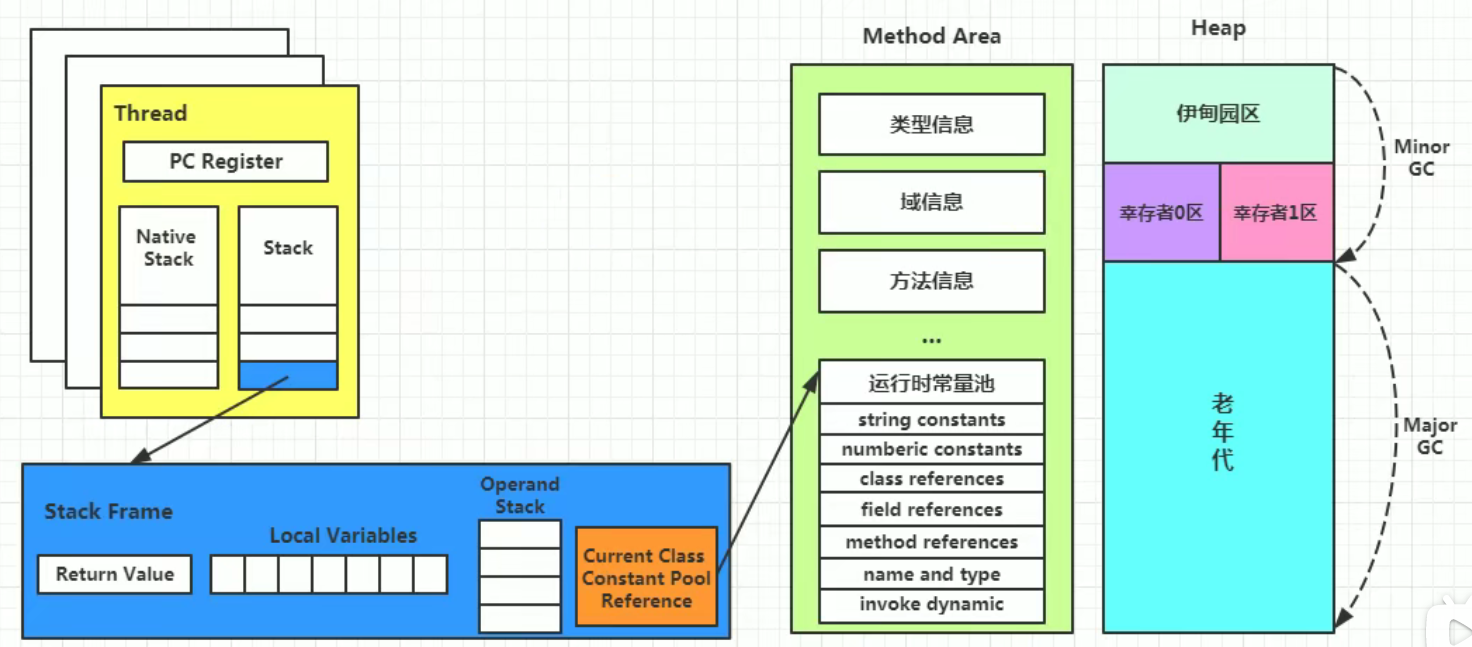 Thread
PC Register
Native
Stack
Stack
Stack Frame
Return Value
Local Variables
Operand
Stack
Current Class
Constant Pool
Reference
Method Area
类型信息
域信息
方法信息
...
运行时常量池
string constants
numberic constants
class references
field references
method references
name and type
invoke dynamic
Heap
伊甸园区
幸存者0区
幸存者1区
老
年
代
Minor
GC
Major
GC